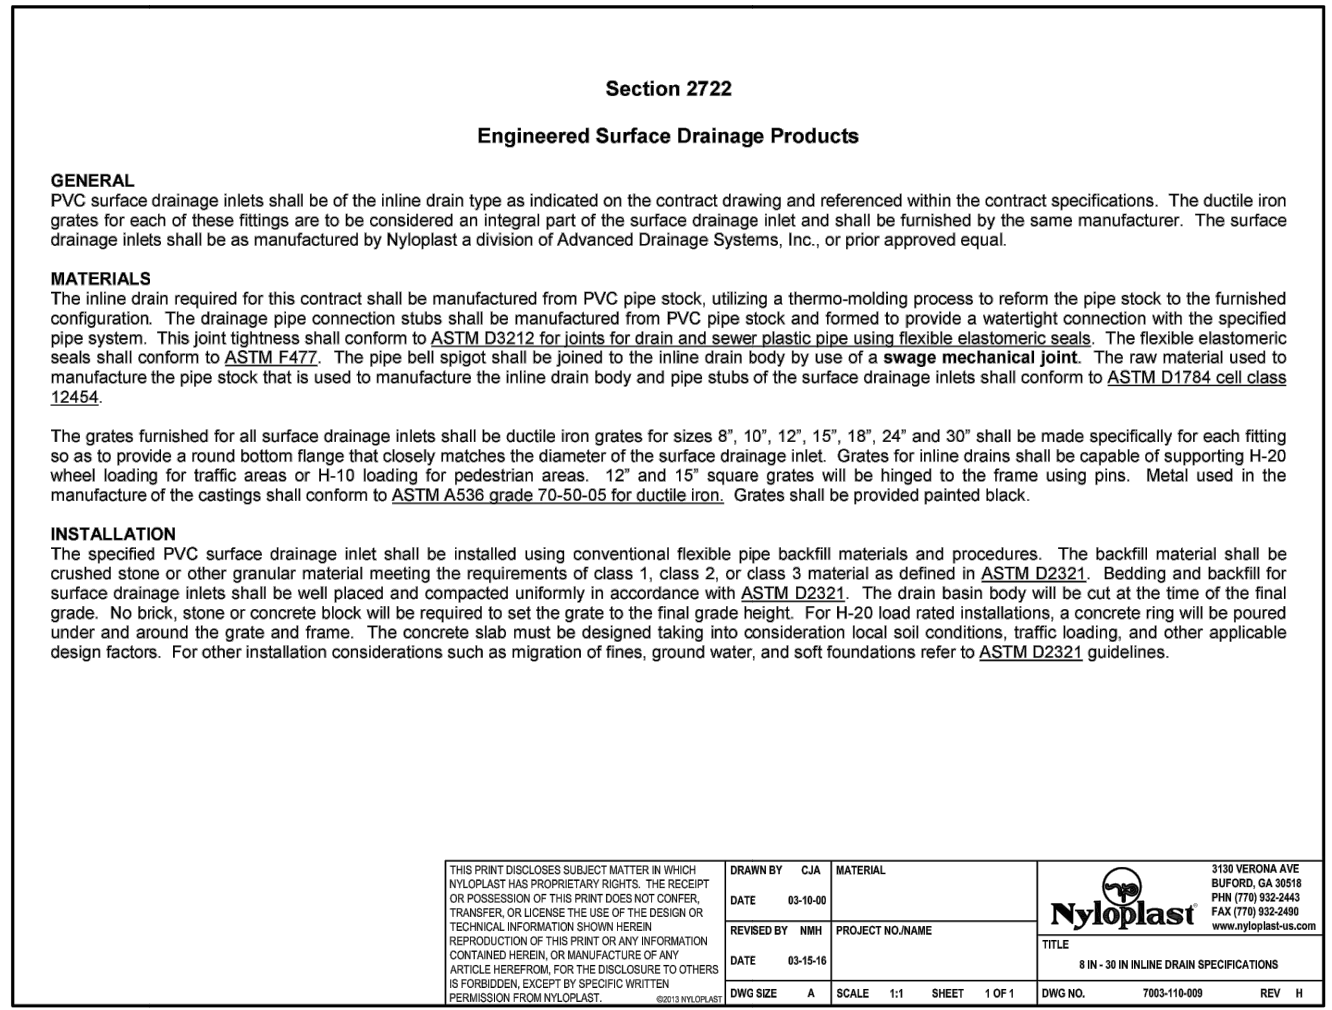 Section 2722
Engineered Surface Drainage Products
GENERAL
PVC surface drainage inlets shall be of the inline drain type as indicated on the contract drawing and referenced within the contract specifications. The ductile iron
grates for each of these fittings are to be considered an integral part of the surface drainage inlet and shall be furnished by the same manufacturer. The surface
drainage inlets shall be as manufactured by Nyloplast a division of Advanced Drainage Systems, Inc., or prior approved equal.
MATERIALS
The inline drain required for this contract shall be manufactured from PVC pipe stock, utilizing a thermo-molding process to reform the pipe stock to the furnished
configuration. The drainage pipe connection stubs shall be manufactured from PVC pipe stock and formed to provide a watertight connection with the specified
pipe system. This joint tightness shall conform to ASTM D3212 for joints for drain and sewer plastic pipe using flexible elastomeric seals. The flexible elastomeric
seals shall conform to ASTM F477. The pipe bell spigot shall be joined to the inline drain body by use of a swage mechanical joint. The raw material used to
manufacture the pipe stock that is used to manufacture the inline drain body and pipe stubs of the surface drainage inlets shall conform to ASTM D1784 cell class
12454.
The grates furnished for all surface drainage inlets shall be ductile iron grates for sizes 8”, 10”, 12”, 15”, 18”, 24” and 30” shall be made specifically for each fitting
so as to provide a round bottom flange that closely matches the diameter of the surface drainage inlet. Grates for inline drains shall be capable of supporting H-20
wheel loading for traffic areas or H-10 loading for pedestrian areas. 12” and 15” square grates will be hinged to the frame using pins. Metal used in the
manufacture of the castings shall conform to ASTM A536 grade 70-50-05 for ductile iron. Grates shall be provided painted black.
INSTALLATION
The specified PVC surface drainage inlet shall be installed using conventional flexible pipe backfill materials and procedures. The backfill material shall be
crushed stone or other granular material meeting the requirements of class 1, class 2, or class 3 material as defined in ASTM D2321. Bedding and backfill for
surface drainage inlets shall be well placed and compacted uniformly in accordance with ASTM D2321. The drain basin body will be cut at the time of the final
grade. No brick, stone or concrete block will be required to set the grate to the final grade height. For H-20 load rated installations, a concrete ring will be poured
under and around the grate and frame. The concrete slab must be designed taking into consideration local soil conditions, traffic loading, and other applicable
design factors. For other installation considerations such as migration of fines, ground water, and soft foundations refer to ASTM D2321 guidelines.
THIS PRINT DISCLOSES SUBJECT MATTER IN WHICH
NYLOPLAST HAS PROPRIETARY RIGHTS. THE RECEIPT
OR POSSESSION OF THIS PRINT DOES NOT CONFER,
TRANSFER, OR LICENSE THE USE OF THE DESIGN OR
TECHNICAL INFORMATION SHOWN HEREIN
REPRODUCTION OF THIS PRINT OR ANY INFORMATION
CONTAINED HEREIN, OR MANUFACTURE OF ANY
ARTICLE HEREFROM, FOR THE DISCLOSURE TO OTHERS
IS FORBIDDEN, EXCEPT BY SPECIFIC WRITTEN
PERMISSION FROM NYLOPLAST. ©2013 NYLOPLAST
DRAWN BY CJA
DATE 03-10-00
REVISED BY NMH
DATE 03-15-16
DWG SIZE A
MATERIAL
PROJECT NO./NAME
SCALE 1:1 SHEET 1 OF 1
Nyloplast
3130 VERONA AVE
BUFORD, GA 30518
PHN (770) 932-2443
FAX (770) 932-2490
www.nyloplast-us.com
TITLE
8 IN - 30 IN INLINE DRAIN SPECIFICATIONS
DWG NO. 7003-110-009 REV H